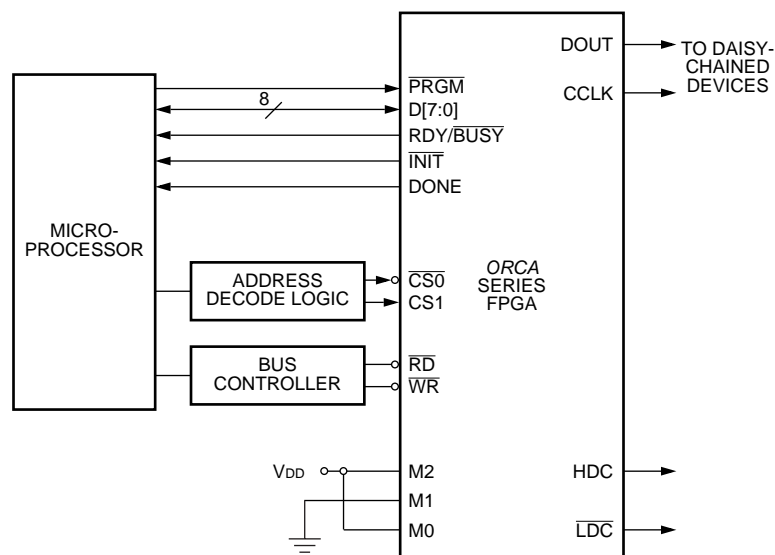 DOUT
TO DAISY-
CHAINED
DEVICES
CCLK
PRGM
8
D[7:0]
RDY/BUSY
INIT
DONE
MICRO-
PROCESSOR
ADDRESS
DECODE LOGIC
CS0
CS1
ORCA
SERIES
FPGA
BUS
CONTROLLER
RD
WR
VDD
M2
M1
M0
HDC
LDC